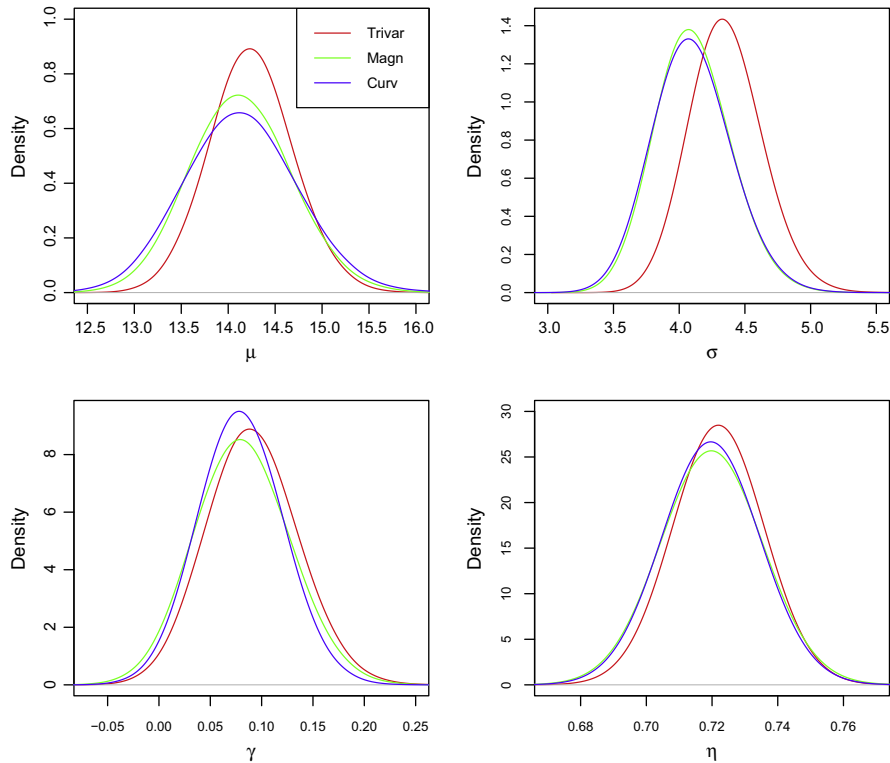 Density
0.0 0.2 0.4 0.6 0.8 1.0
Trivar
Magn
Curv
12.5 13.0 13.5 14.0 14.5 15.0 15.5 16.0
μ
Density
0.0 0.2 0.4 0.6 0.8 1.0 1.2 1.4
3.0 3.5 4.0 4.5 5.0 5.5
σ
Density
0 2 4 6 8
−0.05 0.00 0.05 0.10 0.15 0.20 0.25
γ
Density
0 5 10 15 20 25 30
0.68 0.70 0.72 0.74 0.76
η